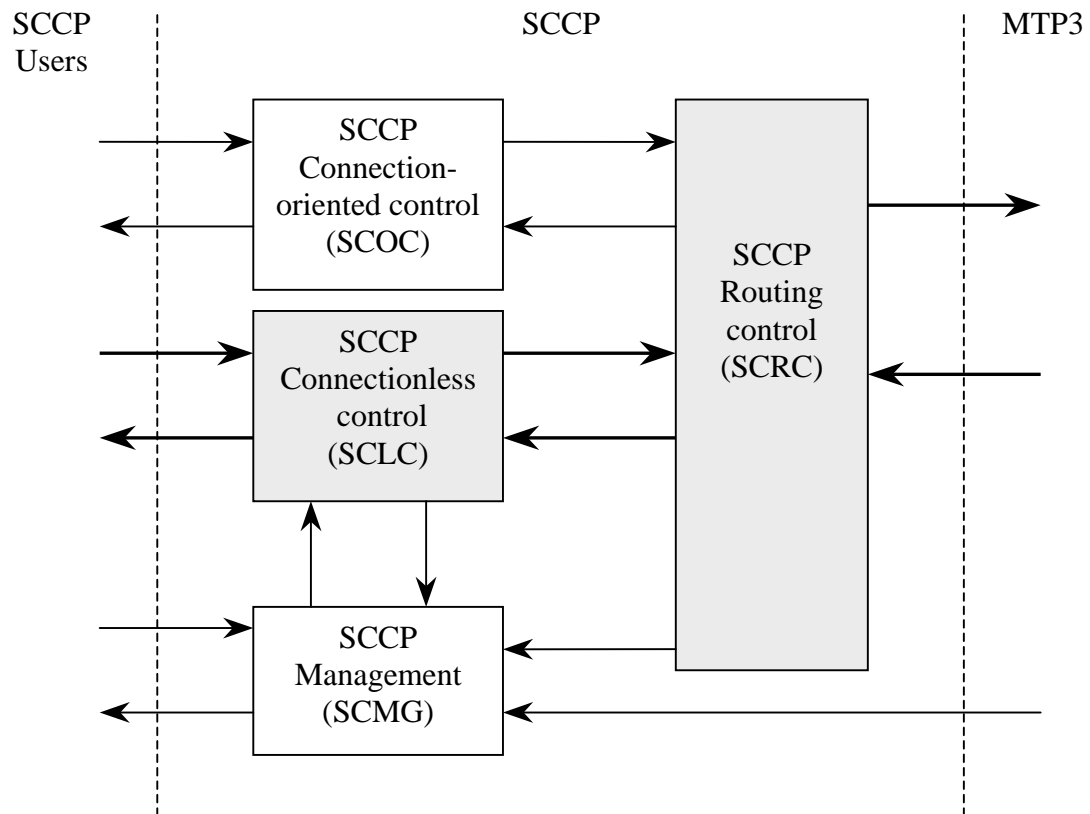 SCCP
Users
SCCP
MTP3
SCCP
Connection-
oriented control
(SCOC)
SCCP
Routing
control
(SCRC)
SCCP
Connectionless
control
(SCLC)
SCCP
Management
(SCMG)